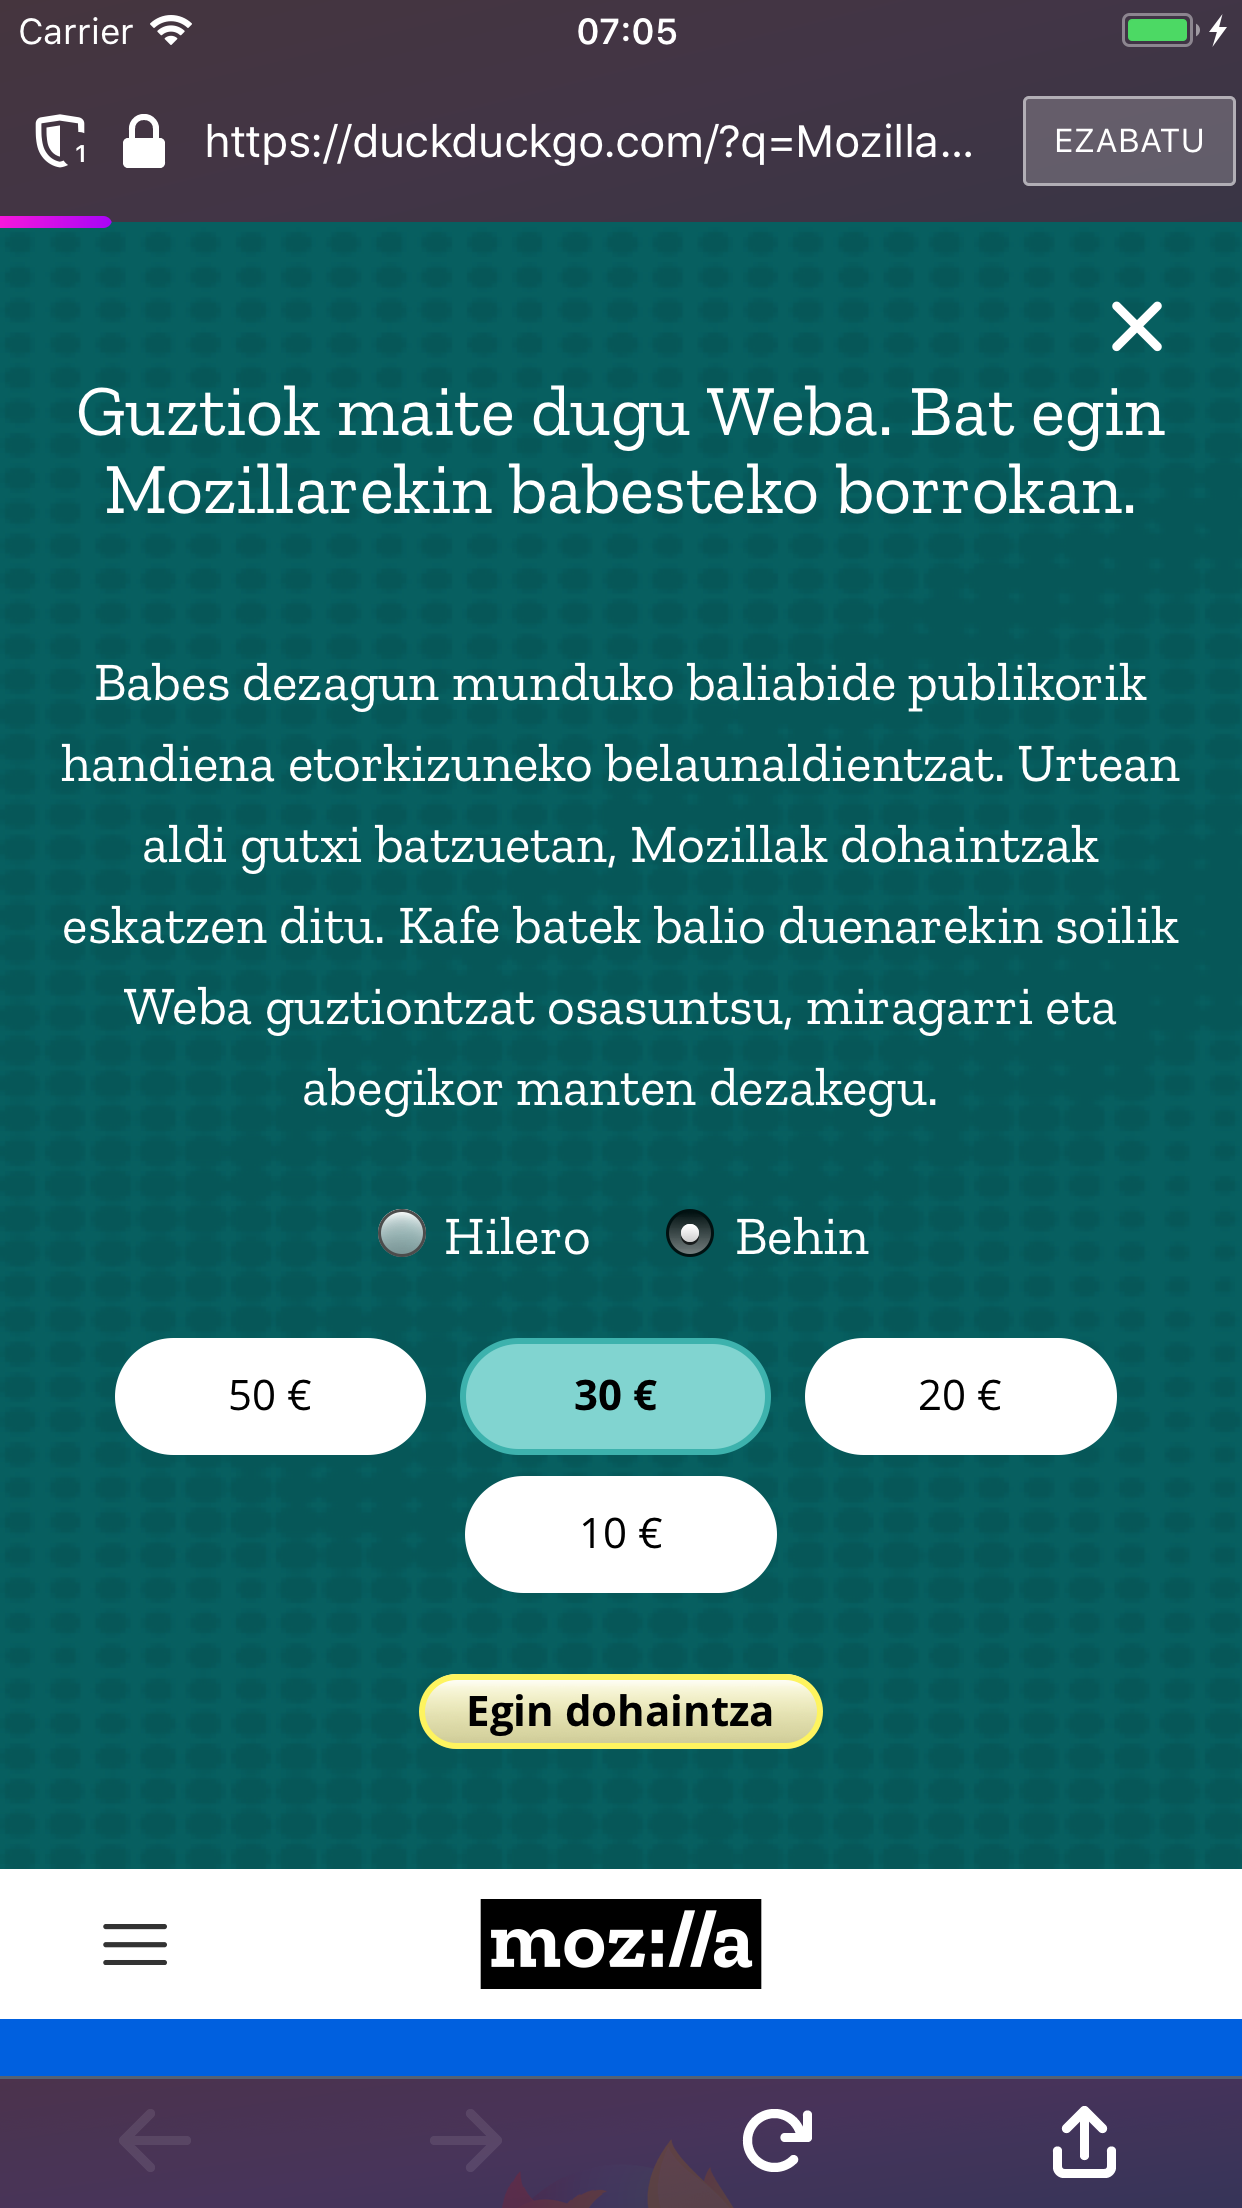 Carrier 07:05
1 https://duckduckgo.com/?q=Mozilla... EZABATU
Guztiok maite dugu Weba. Bat egin
Mozillarekin babesteko borrokan.
Babes dezagun munduko baliabide publikorik
handiena etorkizuneko belaunaldientzat. Urtean
aldi gutxi batzuetan, Mozillak dohaintzak
eskatzen ditu. Kafe batek balio duenarekin soilik
Weba guztiontzat osasuntsu, miragarri eta
abegikor manten dezakegu.
Hilero Behin
50 € 30 € 20 €
10 €
Egin dohaintza
moz://a